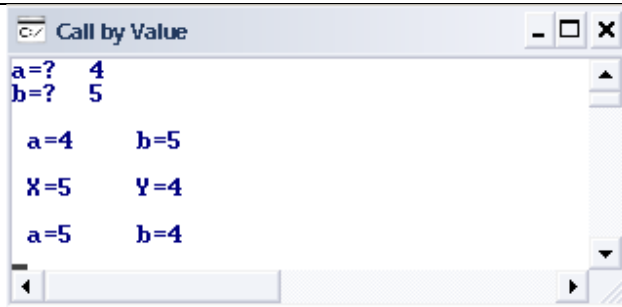 C:/ Call by Value
a=? 4
b=? 5
a=4 b=5
X=5 Y=4
a=5 b=4